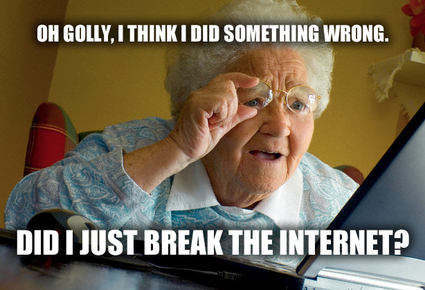 OH GOLLY, I THINK I DID SOMETHING WRONG.
DID I JUST BREAK THE INTERNET?